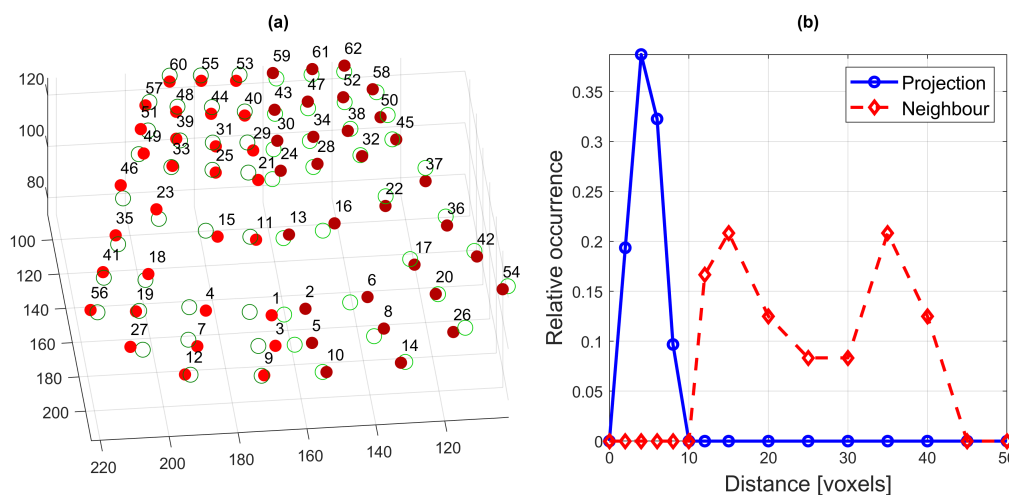 (a)
(b)
60 55 53 59 61 62
57 48 44 40 43 47 52 58
51 39 31 29 30 34 38 50
49 33 25 21 24 28 32 45
46 23 22 37
35 15 11 13 16 36
41 18 17 42
56 19 4 1 2 6 20 54
27 7 3 5 8 26
12 9 10 14
120
100
80
100
120
140
160
180
200
220 200 180 160 140 120
Projection
Neighbour
Relative occurrence
0.35
0.3
0.25
0.2
0.15
0.1
0.05
0
0 10 20 30 40 50
Distance [voxels]